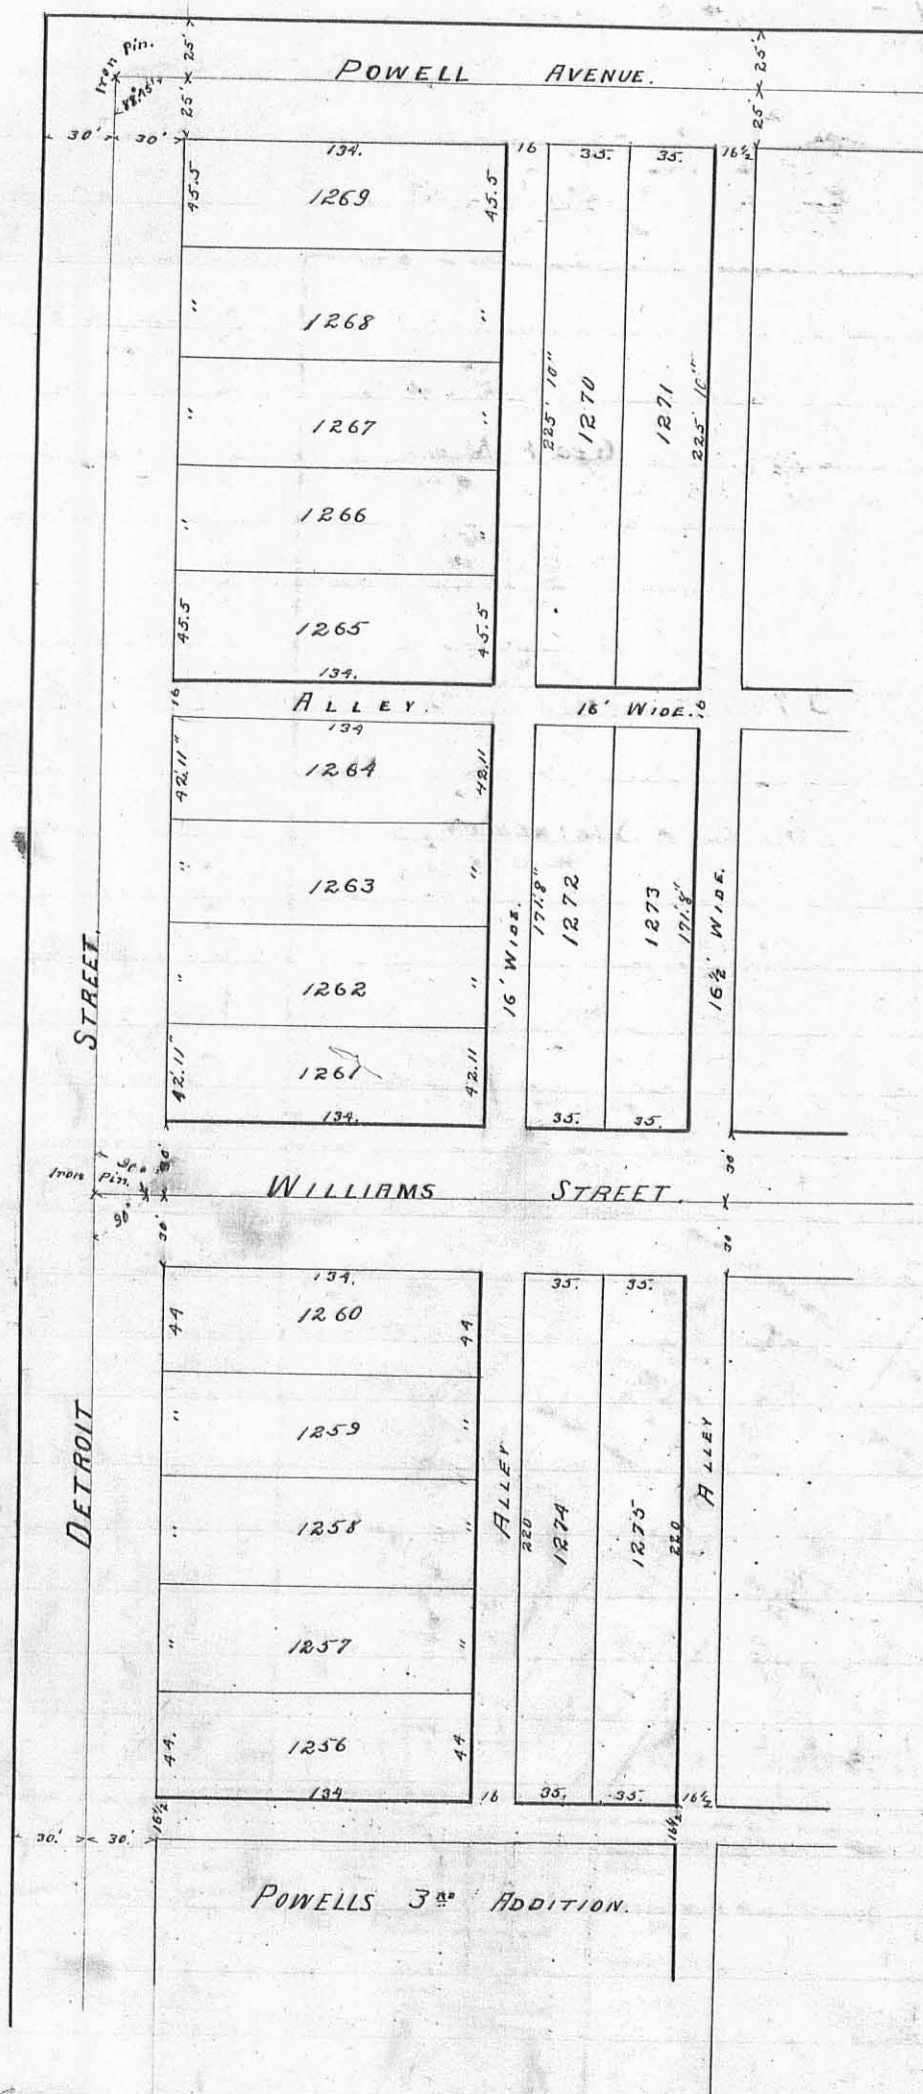 Iron Pin.
25' 25'
POWELL AVENUE.
25' 25'
30' 30'
134. 16 35. 35. 16½
45.5 1269 45.5
" 1268 "
" 1267 "
225' 10" 1270 1271 225' 10"
" 1266 "
45.5 1265 45.5
134.
16 ALLEY. 16' WIDE. 16
134
42'.11" 1264 42.11
" 1263 "
171'.8" 1272 1273 171'.8"
16' WIDE. 16½' WIDE.
" 1262 "
42'.11" 1261 42.11
134. 35. 35.
STREET.
90° 30' 30'
Iron Pin.
WILLIAMS STREET.
90° 30' 30'
134. 35. 35.
44 1260 44
" 1259 "
DETROIT
ALLEY ALLEY
" 1258 "
220 1274 1275 220
" 1257 "
44. 1256 44
134 16 35. 35. 16½
16½ 16½
30.' 30.'
POWELLS 3RD ADDITION.